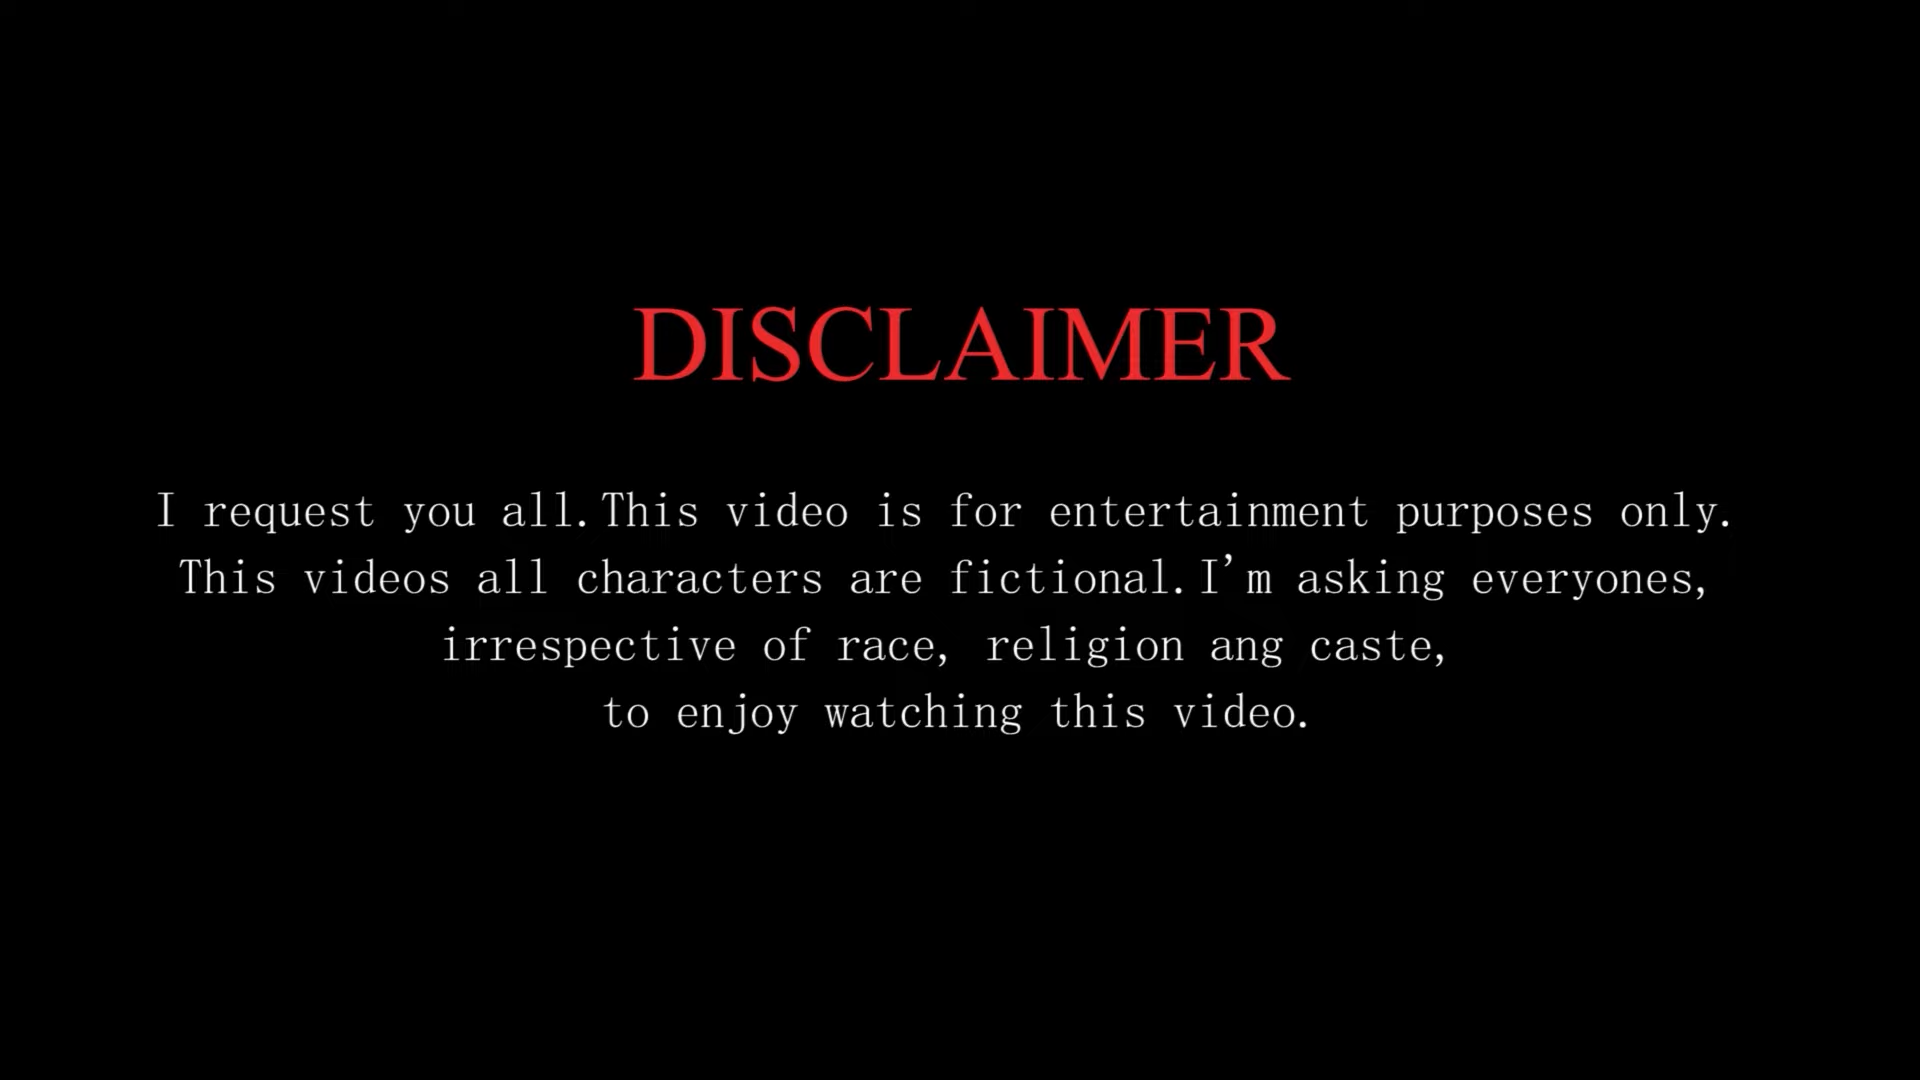 DISCLAIMER
I request you all.This video is for entertainment purposes only.
This videos all characters are fictional.I'm asking everyones,
irrespective of race, religion ang caste,
to enjoy watching this video.